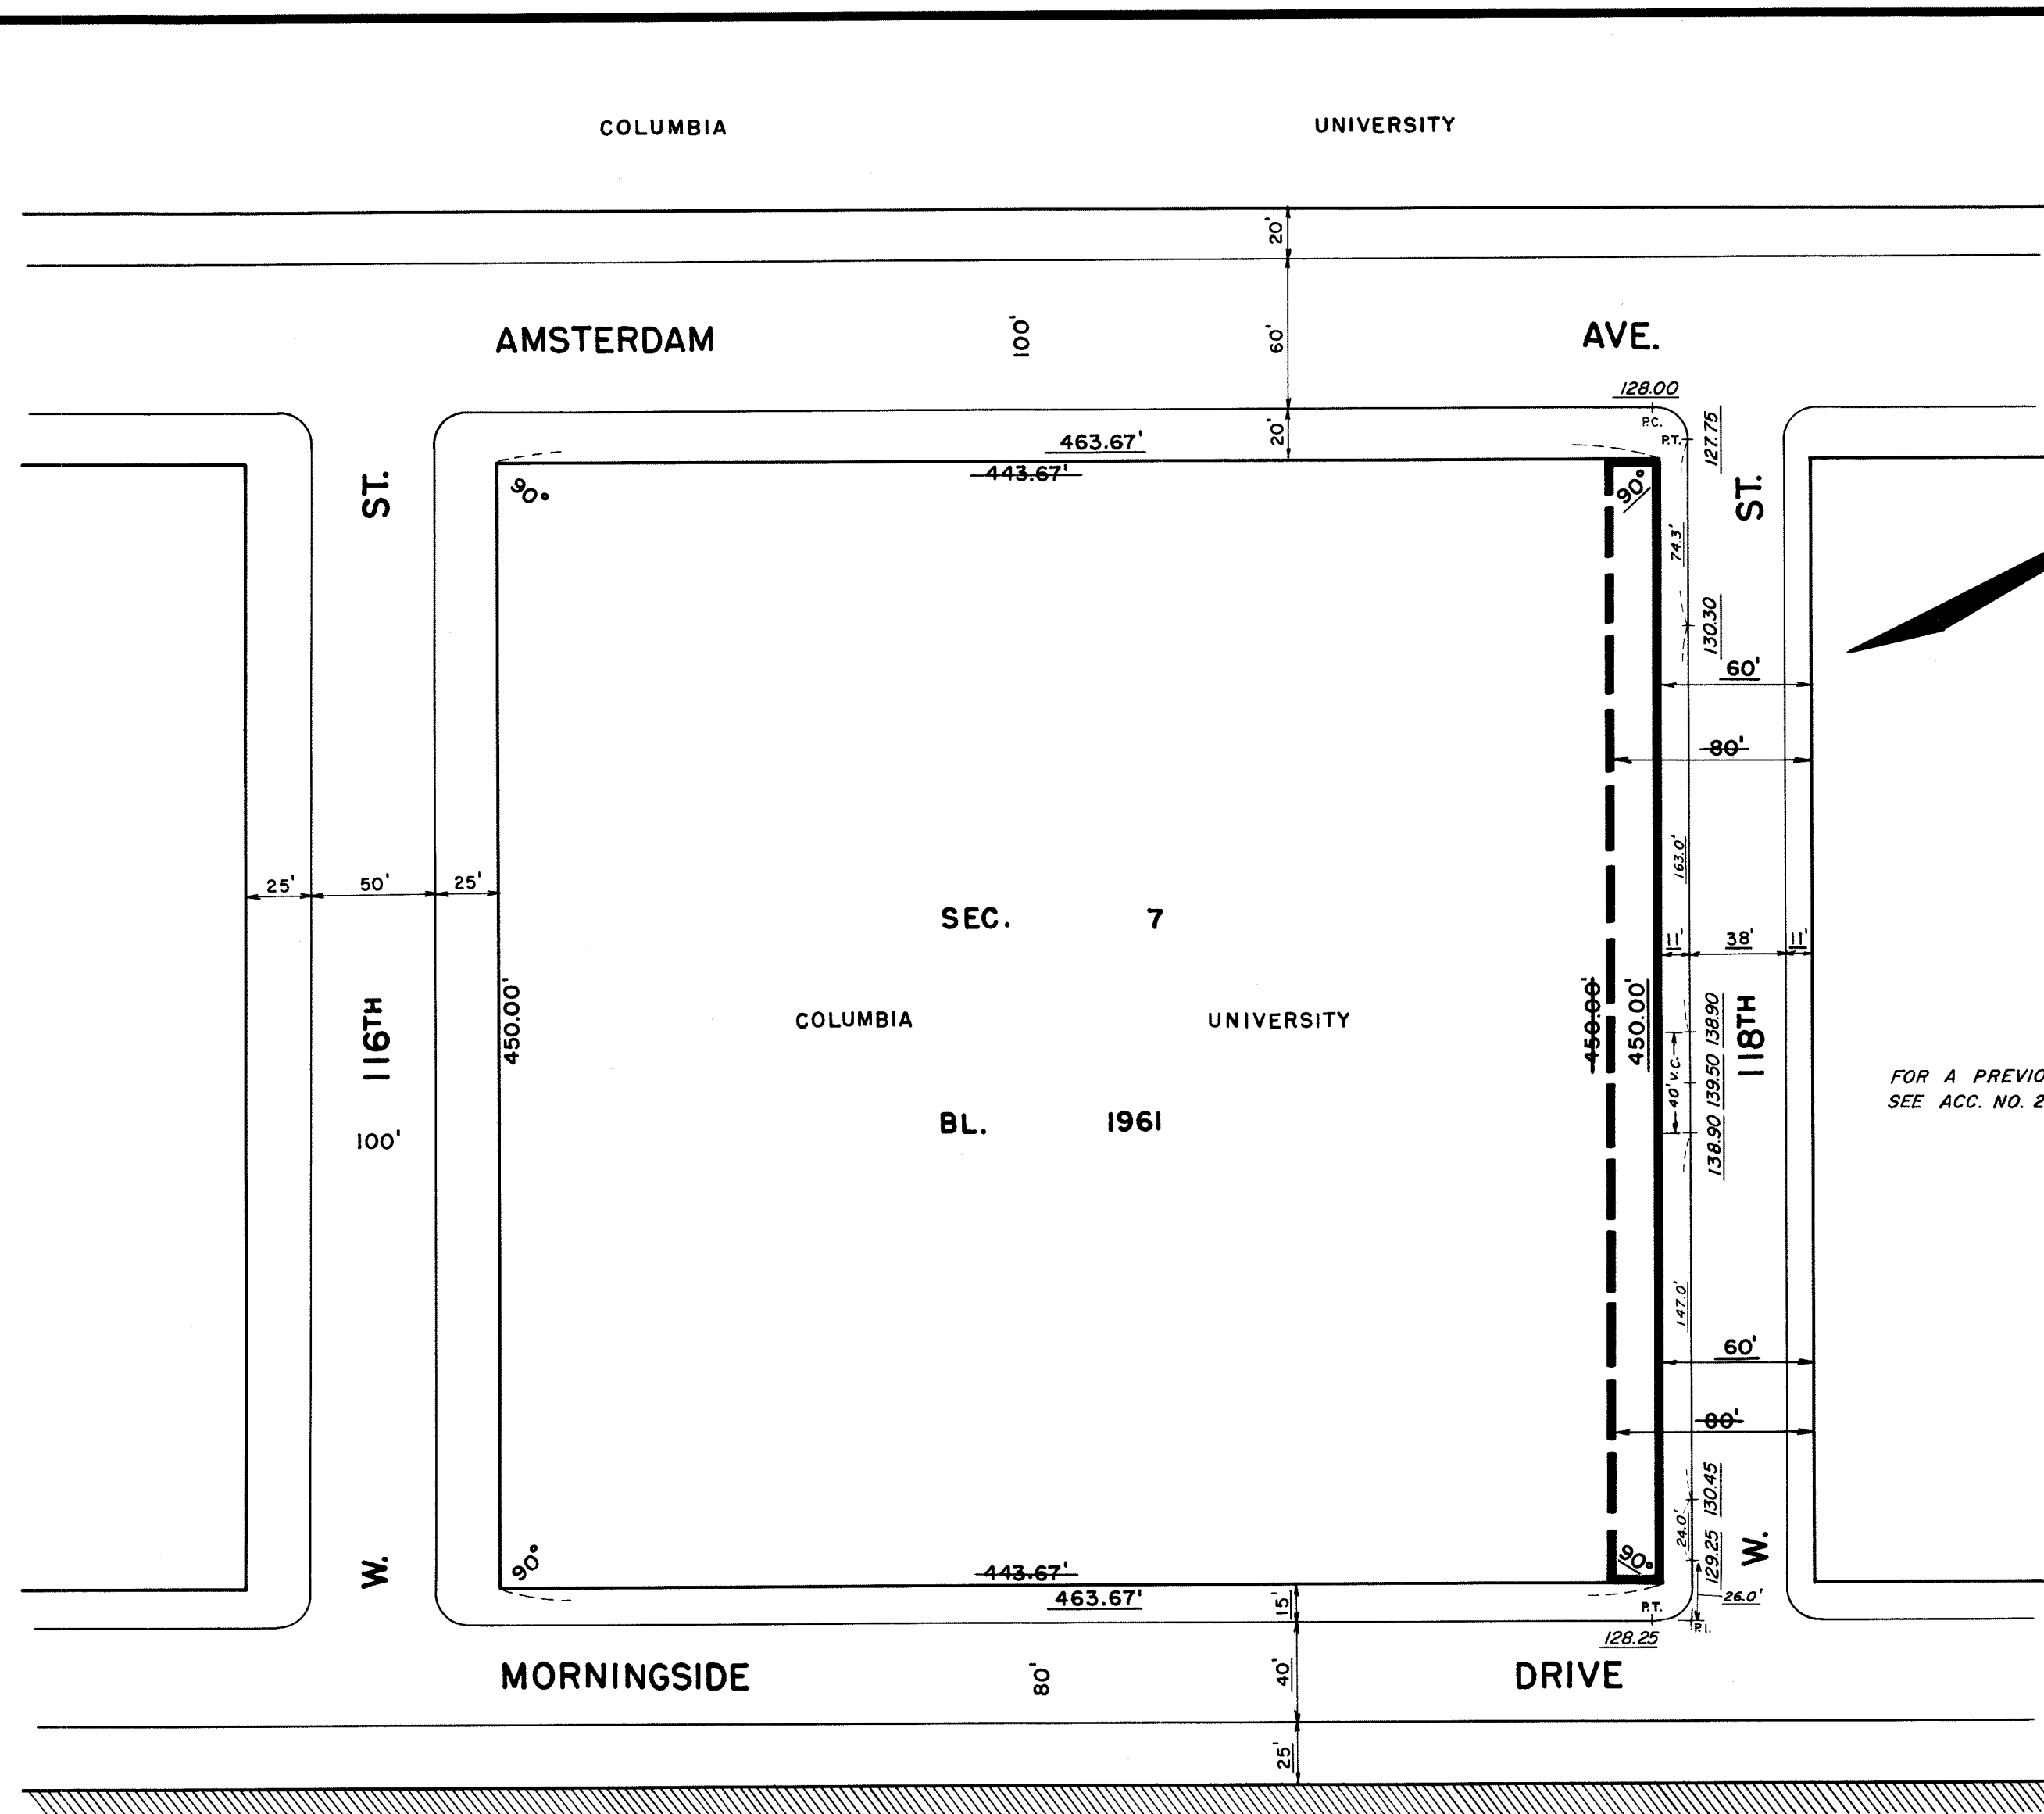 COLUMBIA UNIVERSITY
20'
AMSTERDAM AVE.
100'
60'
128.00
P.C.
P.T.
127.75
20'
463.67'
443.67'
90°
90°
ST.
ST.
74.3'
130.30
60'
80'
163.0'
25' 50' 25'
SEC. 7
11' 38' 11'
450.00'
450.00'
450.00'
COLUMBIA UNIVERSITY
116TH
118TH
138.90
139.50
138.90
40' V.C.
FOR A PREVIO
SEE ACC. NO. 2
BL. 1961
100'
147.0'
60'
80'
130.45
24.0'
129.25
W.
W.
90°
90°
443.67'
463.67'
15'
26.0'
P.T.
P.I.
128.25
MORNINGSIDE DRIVE
80'
40'
25'